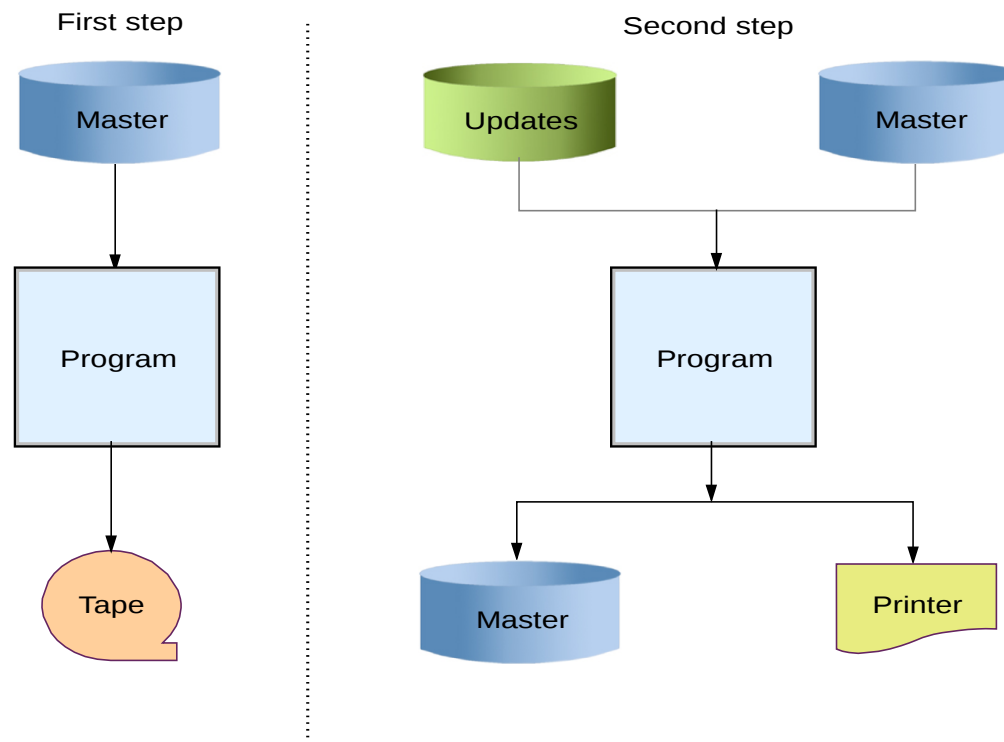 First step
Master
Program
Tape
Second step
Updates
Master
Program
Master
Printer